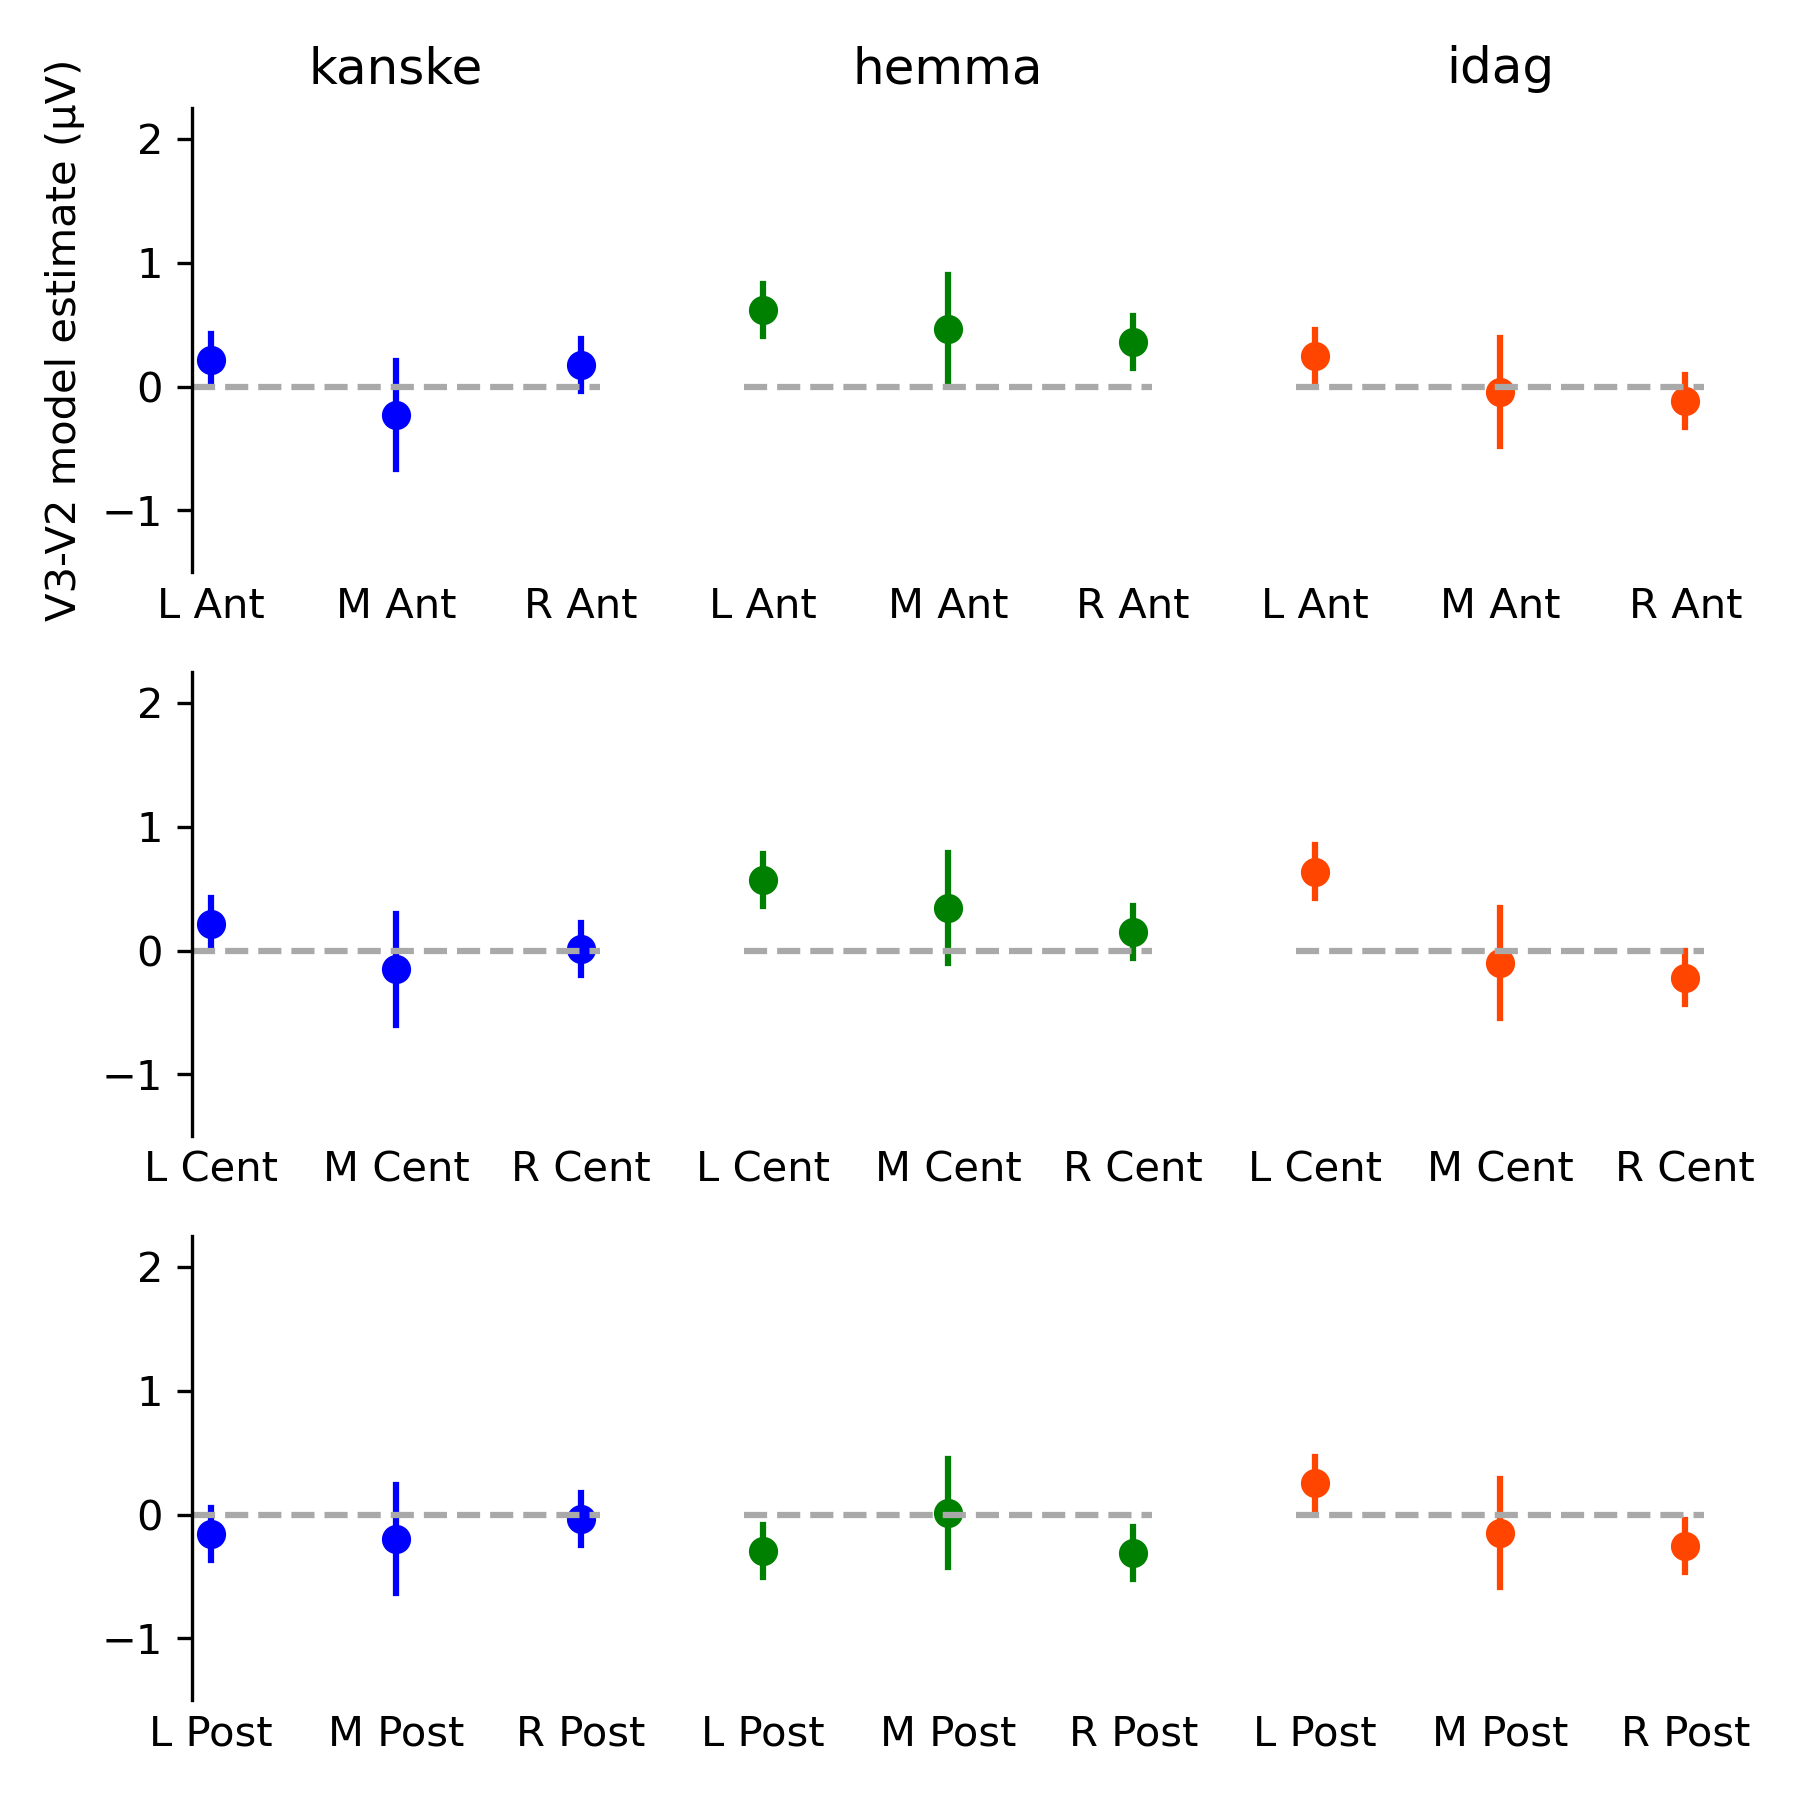 kanske hemma idag
V3-V2 model estimate (μV)
2
1
0
−1
L Ant M Ant R Ant L Ant M Ant R Ant L Ant M Ant R Ant
2
1
0
−1
L Cent M Cent R Cent L Cent M Cent R Cent L Cent M Cent R Cent
2
1
0
−1
L Post M Post R Post L Post M Post R Post L Post M Post R Post